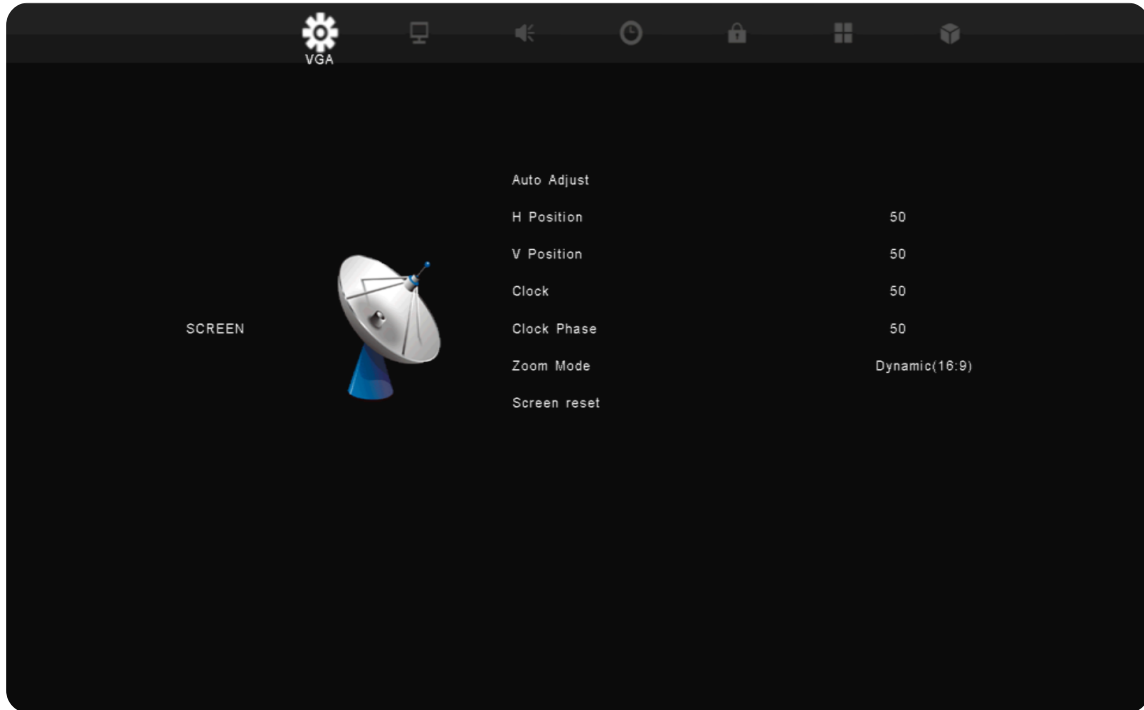 VGA
Auto Adjust
H Position 50
V Position 50
Clock 50
SCREEN
Clock Phase 50
Zoom Mode Dynamic(16:9)
Screen reset